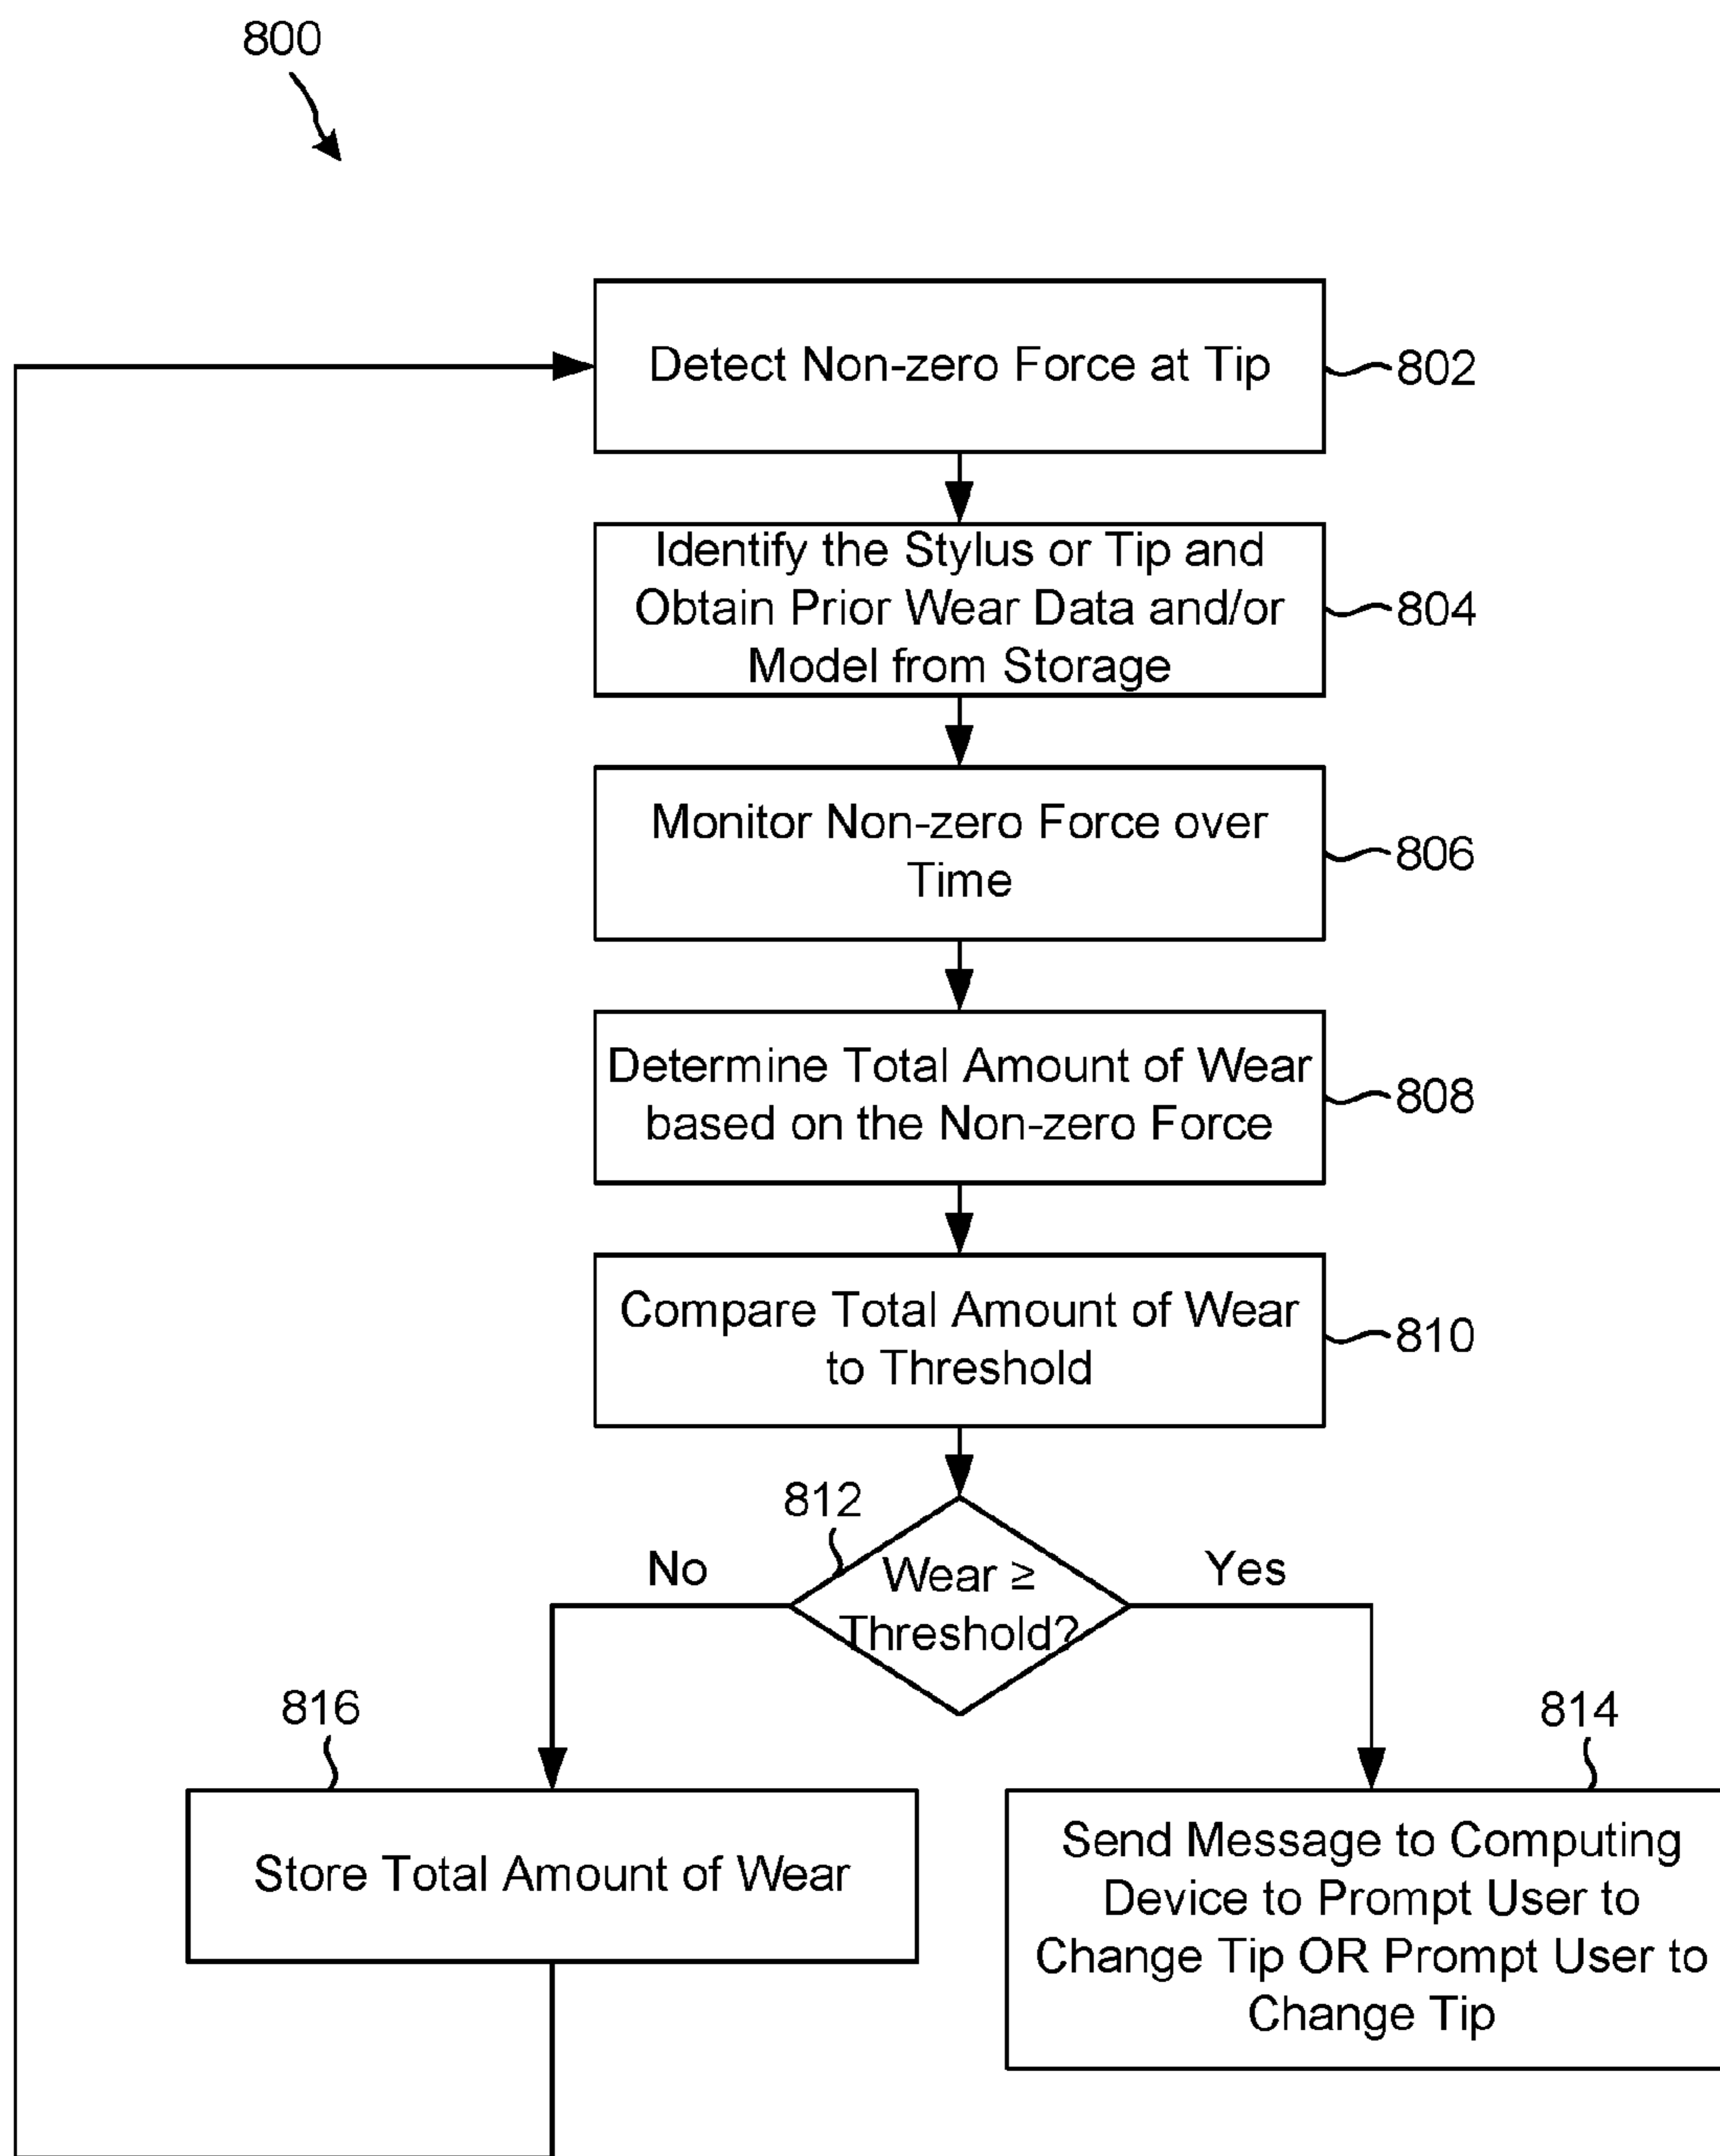 800
Detect Non-zero Force at Tip
802
Identify the Stylus or Tip and
Obtain Prior Wear Data and/or
Model from Storage
804
Monitor Non-zero Force over
Time
806
Determine Total Amount of Wear
based on the Non-zero Force
808
Compare Total Amount of Wear
to Threshold
810
812
No
Wear ≥
Threshold?
Yes
816
Store Total Amount of Wear
814
Send Message to Computing
Device to Prompt User to
Change Tip OR Prompt User to
Change Tip